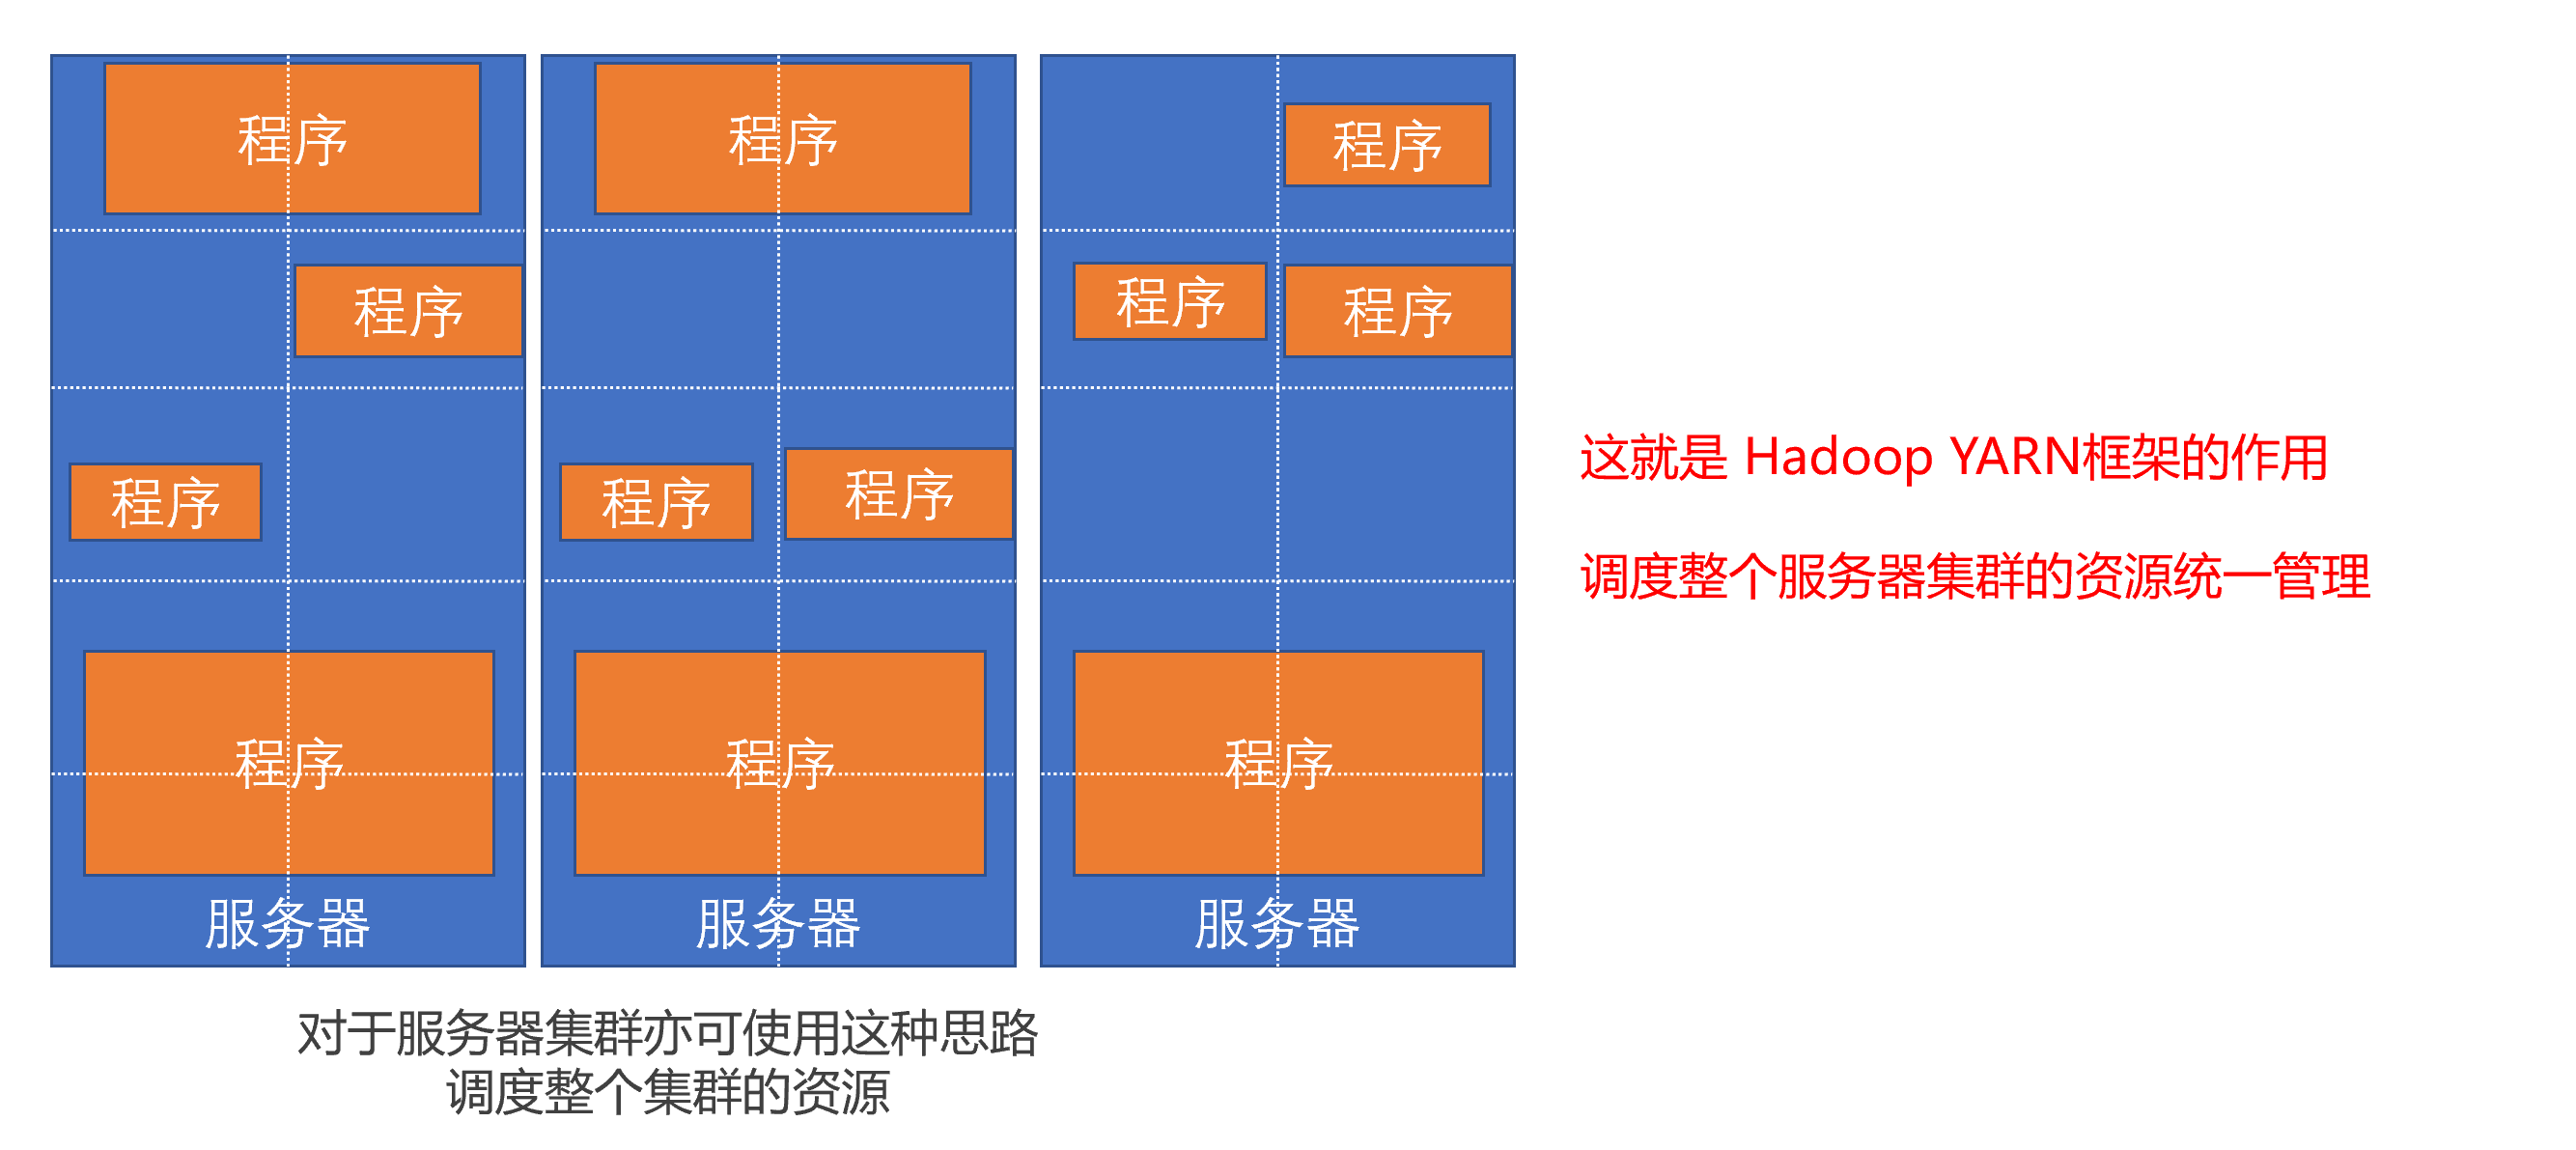 程序
程序
程序
程序
服务器
程序
程序
程序
程序
服务器
程序
程序
程序
程序
服务器
对于服务器集群亦可使用这种思路
调度整个集群的资源
这就是 Hadoop YARN框架的作用
调度整个服务器集群的资源统一管理